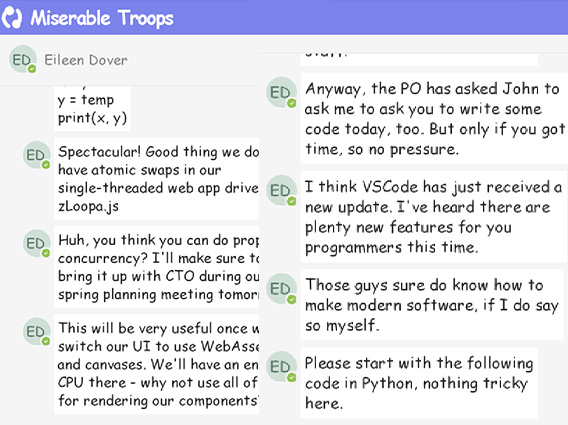 Miserable Troops
ED Eileen Dover
y = temp
print(x, y)
ED Spectacular! Good thing we do
have atomic swaps in our
single-threaded web app drive
zLoopa.js
ED Huh, you think you can do prop
concurrency? I'll make sure to
bring it up with CTO during ou
spring planning meeting tomor
ED This will be very useful once w
switch our UI to use WebAsse
and canvases. We'll have an en
CPU there - why not use all of
for rendering our components
ED Anyway, the PO has asked John to
ask me to ask you to write some
code today, too. But only if you got
time, so no pressure.
ED I think VSCode has just received a
new update. I've heard there are
plenty new features for you
programmers this time.
ED Those guys sure do know how to
make modern software, if I do say
so myself.
ED Please start with the following
code in Python, nothing tricky
here.